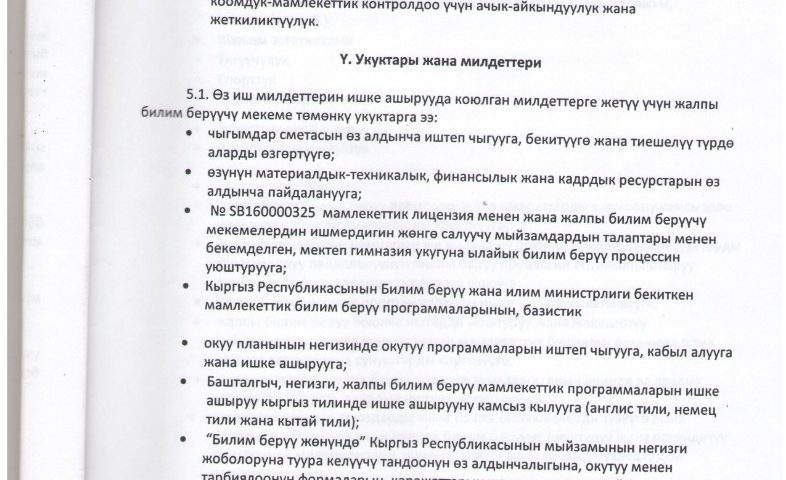 коомдук-мамлекеттик контролдоо үчүн ачык-айкындуулук жана
жеткиликтүүлүк.
Ү. Укуктары жана милдеттери
5.1. Өз иш милдеттерин ишке ашырууда коюлган милдеттерге жетүү үчүн жалпы
билим берүүчү мекеме төмөнкү укуктарга ээ:
• чыгымдар сметасын өз алдынча иштеп чыгууга, бекитүүгө жана тиешелүү түрдө
аларды өзгөртүүгө;
• өзүнүн материалдык-техникалык, финансылык жана кадрдык ресурстарын өз
алдынча пайдаланууга;
• № SB160000325 мамлекеттик лицензия менен жана жалпы билим берүүчү
мекемелердин ишмердигин жөнгө салуучу мыйзамдардын талаптары менен
бекемделген, мектеп гимназия укугуна ылайык билим берүү процессин
уюштурууга;
• Кыргыз Республикасынын Билим берүү жана илим министрлиги бекиткен
мамлекеттик билим берүү программаларынын, базистик
• окуу планынын негизинде окутуу программаларын иштеп чыгууга, кабыл алууга
жана ишке ашырууга;
• Башталгыч, негизги, жалпы билим берүү мамлекеттик программаларын ишке
ашыруу кыргыз тилинде ишке ашырууну камсыз кылууга (англис тили, немец
тили жана кытай тили);
• “Билим берүү жөнүндө” Кыргыз Республикасынын мыйзамынын негизги
жоболоруна туура келүүчү тандоонун өз алдынчалыгына, окутуу менен
тарбиялоонун формаларын,